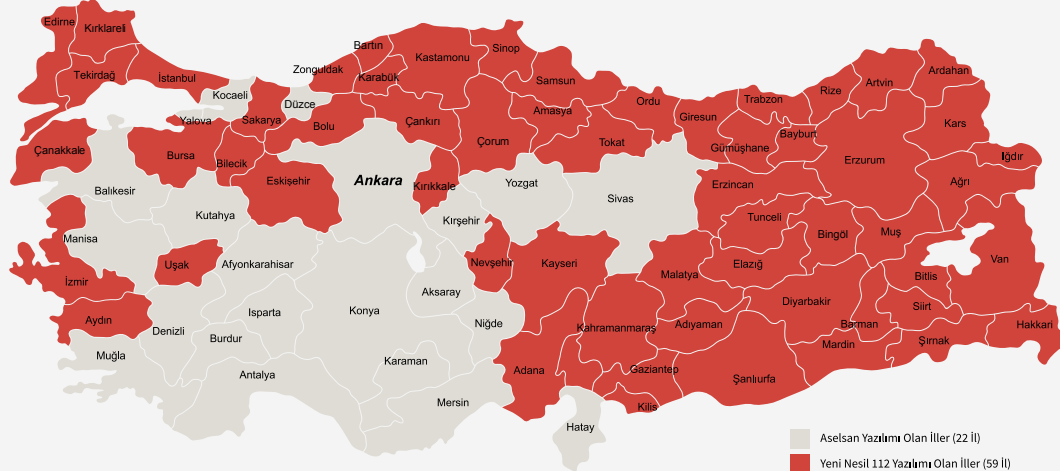 Edirne
Kırklareli
Tekirdağ
İstanbul
Kocaeli
Yalova
Sakarya
Düzce
Zonguldak
Bartın
Karabük
Kastamonu
Sinop
Samsun
Bolu
Çankırı
Çorum
Amasya
Tokat
Ordu
Giresun
Trabzon
Rize
Artvin
Ardahan
Kars
Gümüşhane
Bayburt
Erzurum
Iğdır
Ağrı
Çanakkale
Bursa
Bilecik
Eskişehir
Ankara
Kırıkkale
Yozgat
Sivas
Erzincan
Tunceli
Bingöl
Muş
Van
Balıkesir
Kutahya
Kırşehir
Manisa
Uşak
Afyonkarahisar
Nevşehir
Kayseri
Malatya
Elazığ
Bitlis
İzmir
Aksaray
Siirt
Diyarbakir
Aydın
Denizli
Isparta
Konya
Niğde
Kahramanmaraş
Adıyaman
Batman
Mardin
Şırnak
Hakkari
Muğla
Burdur
Karaman
Adana
Gaziantep
Şanlıurfa
Antalya
Mersin
Kilis
Hatay
Aselsan Yazılımı Olan İller (22 İl)
Yeni Nesil 112 Yazılımı Olan İller (59 İl)